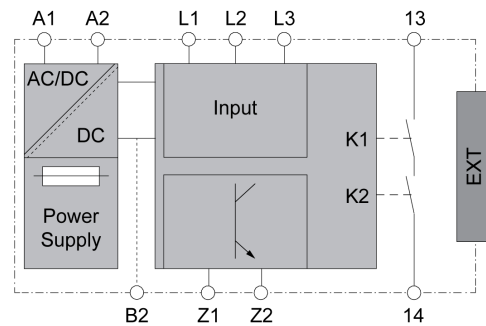 A1 A2 L1 L2 L3 13
AC/DC
DC
Input
K1
K2
EXT
Power
Supply
B2 Z1 Z2 14